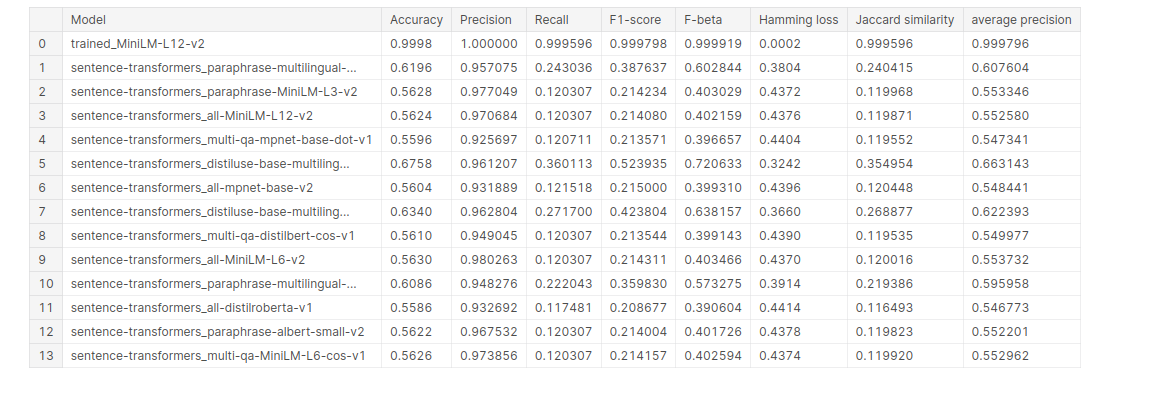 Model Accuracy Precision Recall F1-score F-beta Hamming loss Jaccard similarity average precision
0 trained_MiniLM-L12-v2 0.9998 1.000000 0.999596 0.999798 0.999919 0.0002 0.999596 0.999796
1 sentence-transformers_paraphrase-multilingual-... 0.6196 0.957075 0.243036 0.387637 0.602844 0.3804 0.240415 0.607604
2 sentence-transformers_paraphrase-MiniLM-L3-v2 0.5628 0.977049 0.120307 0.214234 0.403029 0.4372 0.119968 0.553346
3 sentence-transformers_all-MiniLM-L12-v2 0.5624 0.970684 0.120307 0.214080 0.402159 0.4376 0.119871 0.552580
4 sentence-transformers_multi-qa-mpnet-base-dot-v1 0.5596 0.925697 0.120711 0.213571 0.396657 0.4404 0.119552 0.547341
5 sentence-transformers_distiluse-base-multiling... 0.6758 0.961207 0.360113 0.523935 0.720633 0.3242 0.354954 0.663143
6 sentence-transformers_all-mpnet-base-v2 0.5604 0.931889 0.121518 0.215000 0.399310 0.4396 0.120448 0.548441
7 sentence-transformers_distiluse-base-multiling... 0.6340 0.962804 0.271700 0.423804 0.638157 0.3660 0.268877 0.622393
8 sentence-transformers_multi-qa-distilbert-cos-v1 0.5610 0.949045 0.120307 0.213544 0.399143 0.4390 0.119535 0.549977
9 sentence-transformers_all-MiniLM-L6-v2 0.5630 0.980263 0.120307 0.214311 0.403466 0.4370 0.120016 0.553732
10 sentence-transformers_paraphrase-multilingual-... 0.6086 0.948276 0.222043 0.359830 0.573275 0.3914 0.219386 0.595958
11 sentence-transformers_all-distilroberta-v1 0.5586 0.932692 0.117481 0.208677 0.390604 0.4414 0.116493 0.546773
12 sentence-transformers_paraphrase-albert-small-v2 0.5622 0.967532 0.120307 0.214004 0.401726 0.4378 0.119823 0.552201
13 sentence-transformers_multi-qa-MiniLM-L6-cos-v1 0.5626 0.973856 0.120307 0.214157 0.402594 0.4374 0.119920 0.552962